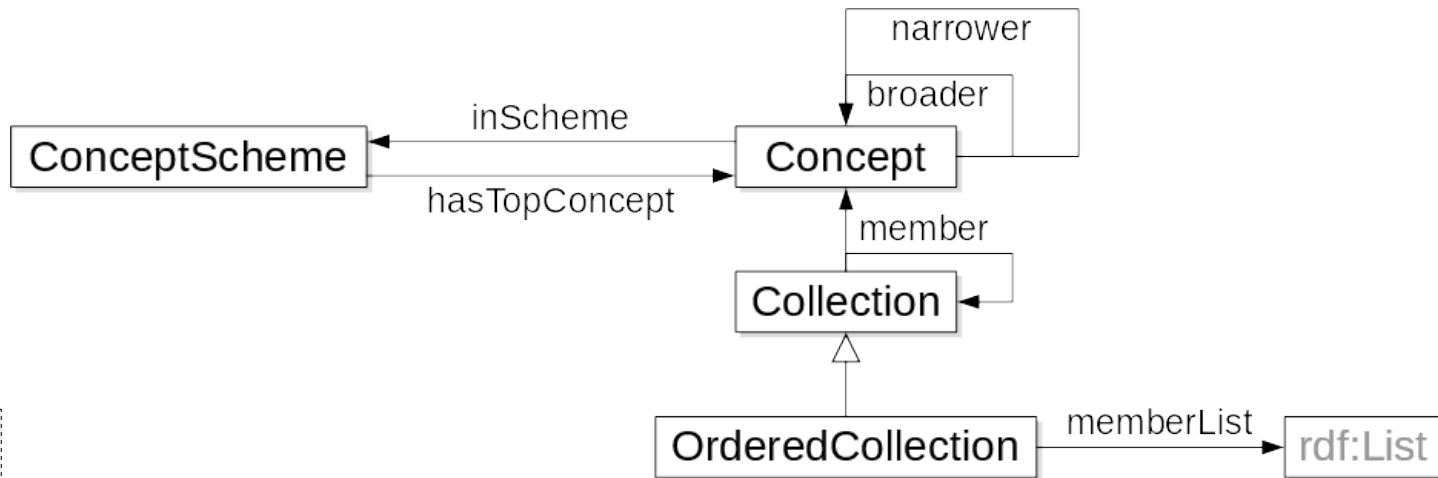 narrower
broader
inScheme
ConceptScheme
Concept
hasTopConcept
member
Collection
OrderedCollection
memberList
rdf:List